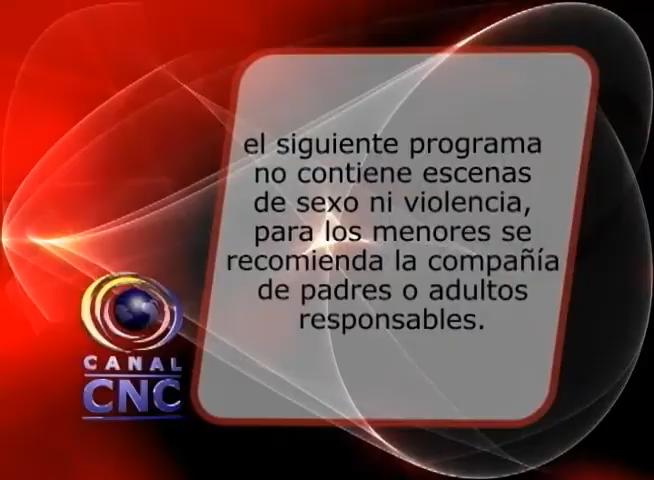 el siguiente programa
no contiene escenas
de sexo ni violencia,
para los menores se
recomienda la compañía
de padres o adultos
responsables.
CANAL
CNC